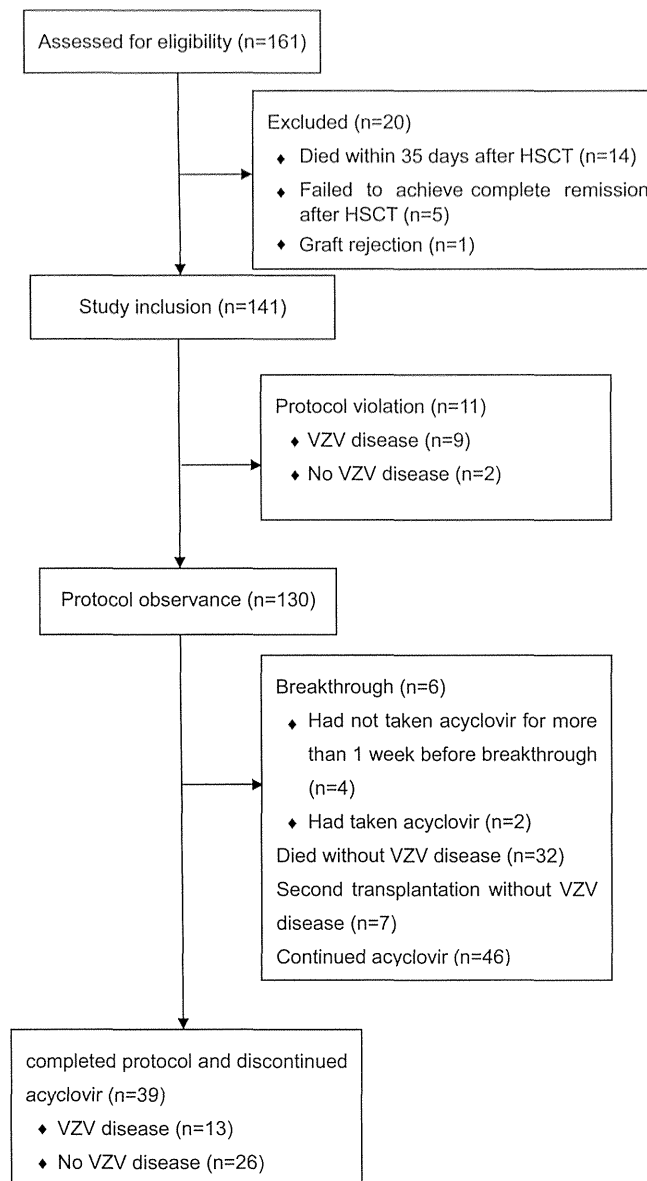 Assessed for eligibility (n=161)
Excluded (n=20)
♦ Died within 35 days after HSCT (n=14)
♦ Failed to achieve complete remission
after HSCT (n=5)
♦ Graft rejection (n=1)
Study inclusion (n=141)
Protocol violation (n=11)
♦ VZV disease (n=9)
♦ No VZV disease (n=2)
Protocol observance (n=130)
Breakthrough (n=6)
♦ Had not taken acyclovir for more
than 1 week before breakthrough
(n=4)
♦ Had taken acyclovir (n=2)
Died without VZV disease (n=32)
Second transplantation without VZV
disease (n=7)
Continued acyclovir (n=46)
completed protocol and discontinued
acyclovir (n=39)
♦ VZV disease (n=13)
♦ No VZV disease (n=26)